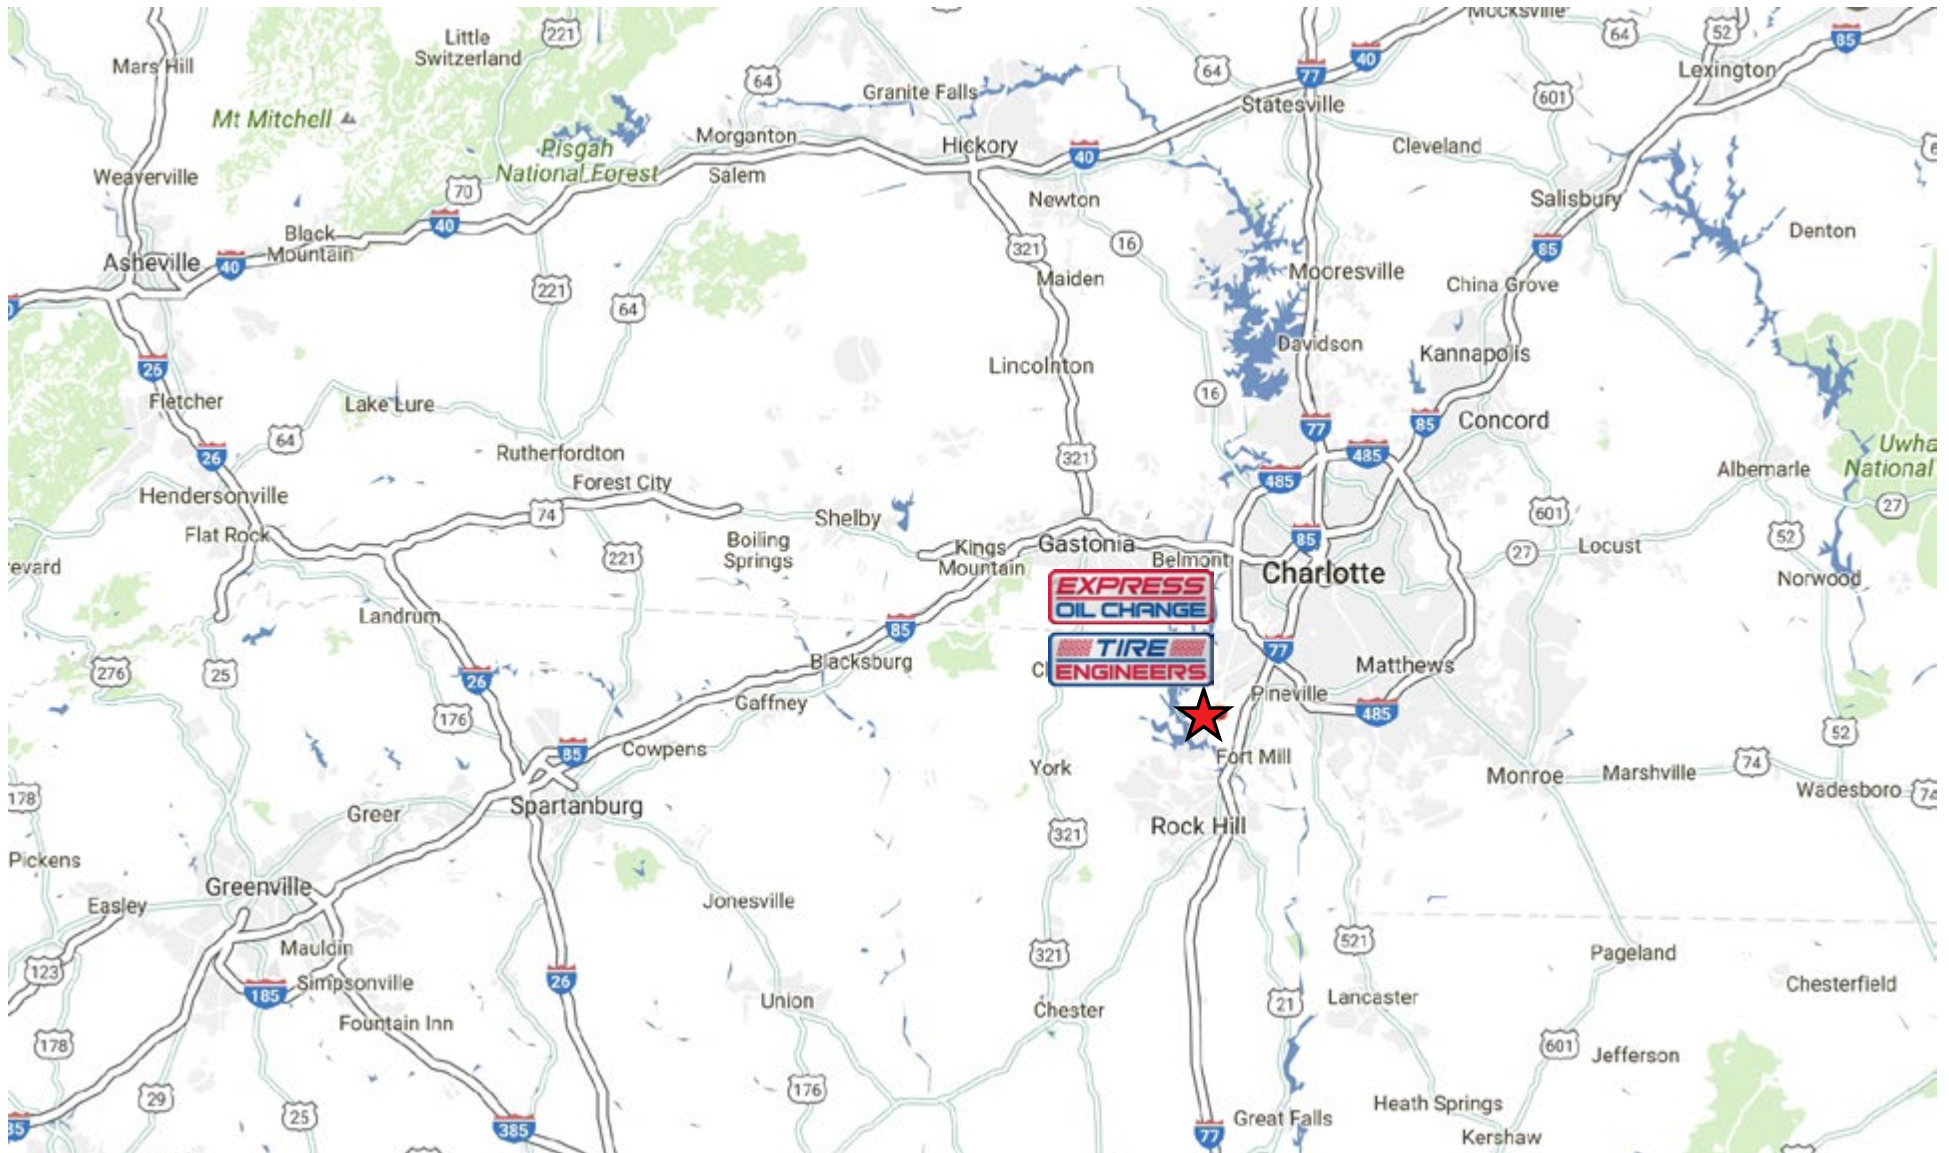 Little
Switzerland
221
Mars Hill
64
Granite Falls
64
77
40
Statesville
Mocksville
64
52
85
Lexington
601
Mt Mitchell
Pisgah
National Forest
Morganton
Hickory
40
Cleveland
Weaverville
70
Salem
Newton
Salisbury
Asheville
40
Black
Mountain
40
321
16
85
Denton
Maiden
Mooresville
China Grove
221
64
26
Fletcher
Lake Lure
Lincolnton
Davidson
Kannapolis
16
77
85
Concord
26
64
Rutherfordton
321
485
485
Albemarle
Uwha
National
Hendersonville
Forest City
74
Shelby
601
27
52
Flat Rock
Boiling
Springs
Kings
Mountain
Gastonia
Belmont
85
27
Locust
221
Charlotte
Norwood
revard
EXPRESS
OIL CHANGE
Landrum
85
77
TIRE
ENGINEERS
276
25
26
Blacksburg
Matthews
Pineville
176
Gaffney
485
52
85
Cowpens
Fort Mill
York
Monroe
Marshville
74
178
Spartanburg
Wadesboro
74
Greer
Rock Hill
321
Pickens
Greenville
Easley
Jonesville
Mauldin
321
521
Pageland
123
Simpsonville
185
26
Union
Chester
21
Lancaster
Chesterfield
Fountain Inn
178
601
Jefferson
29
25
385
176
77
Great Falls
Heath Springs
Kershaw